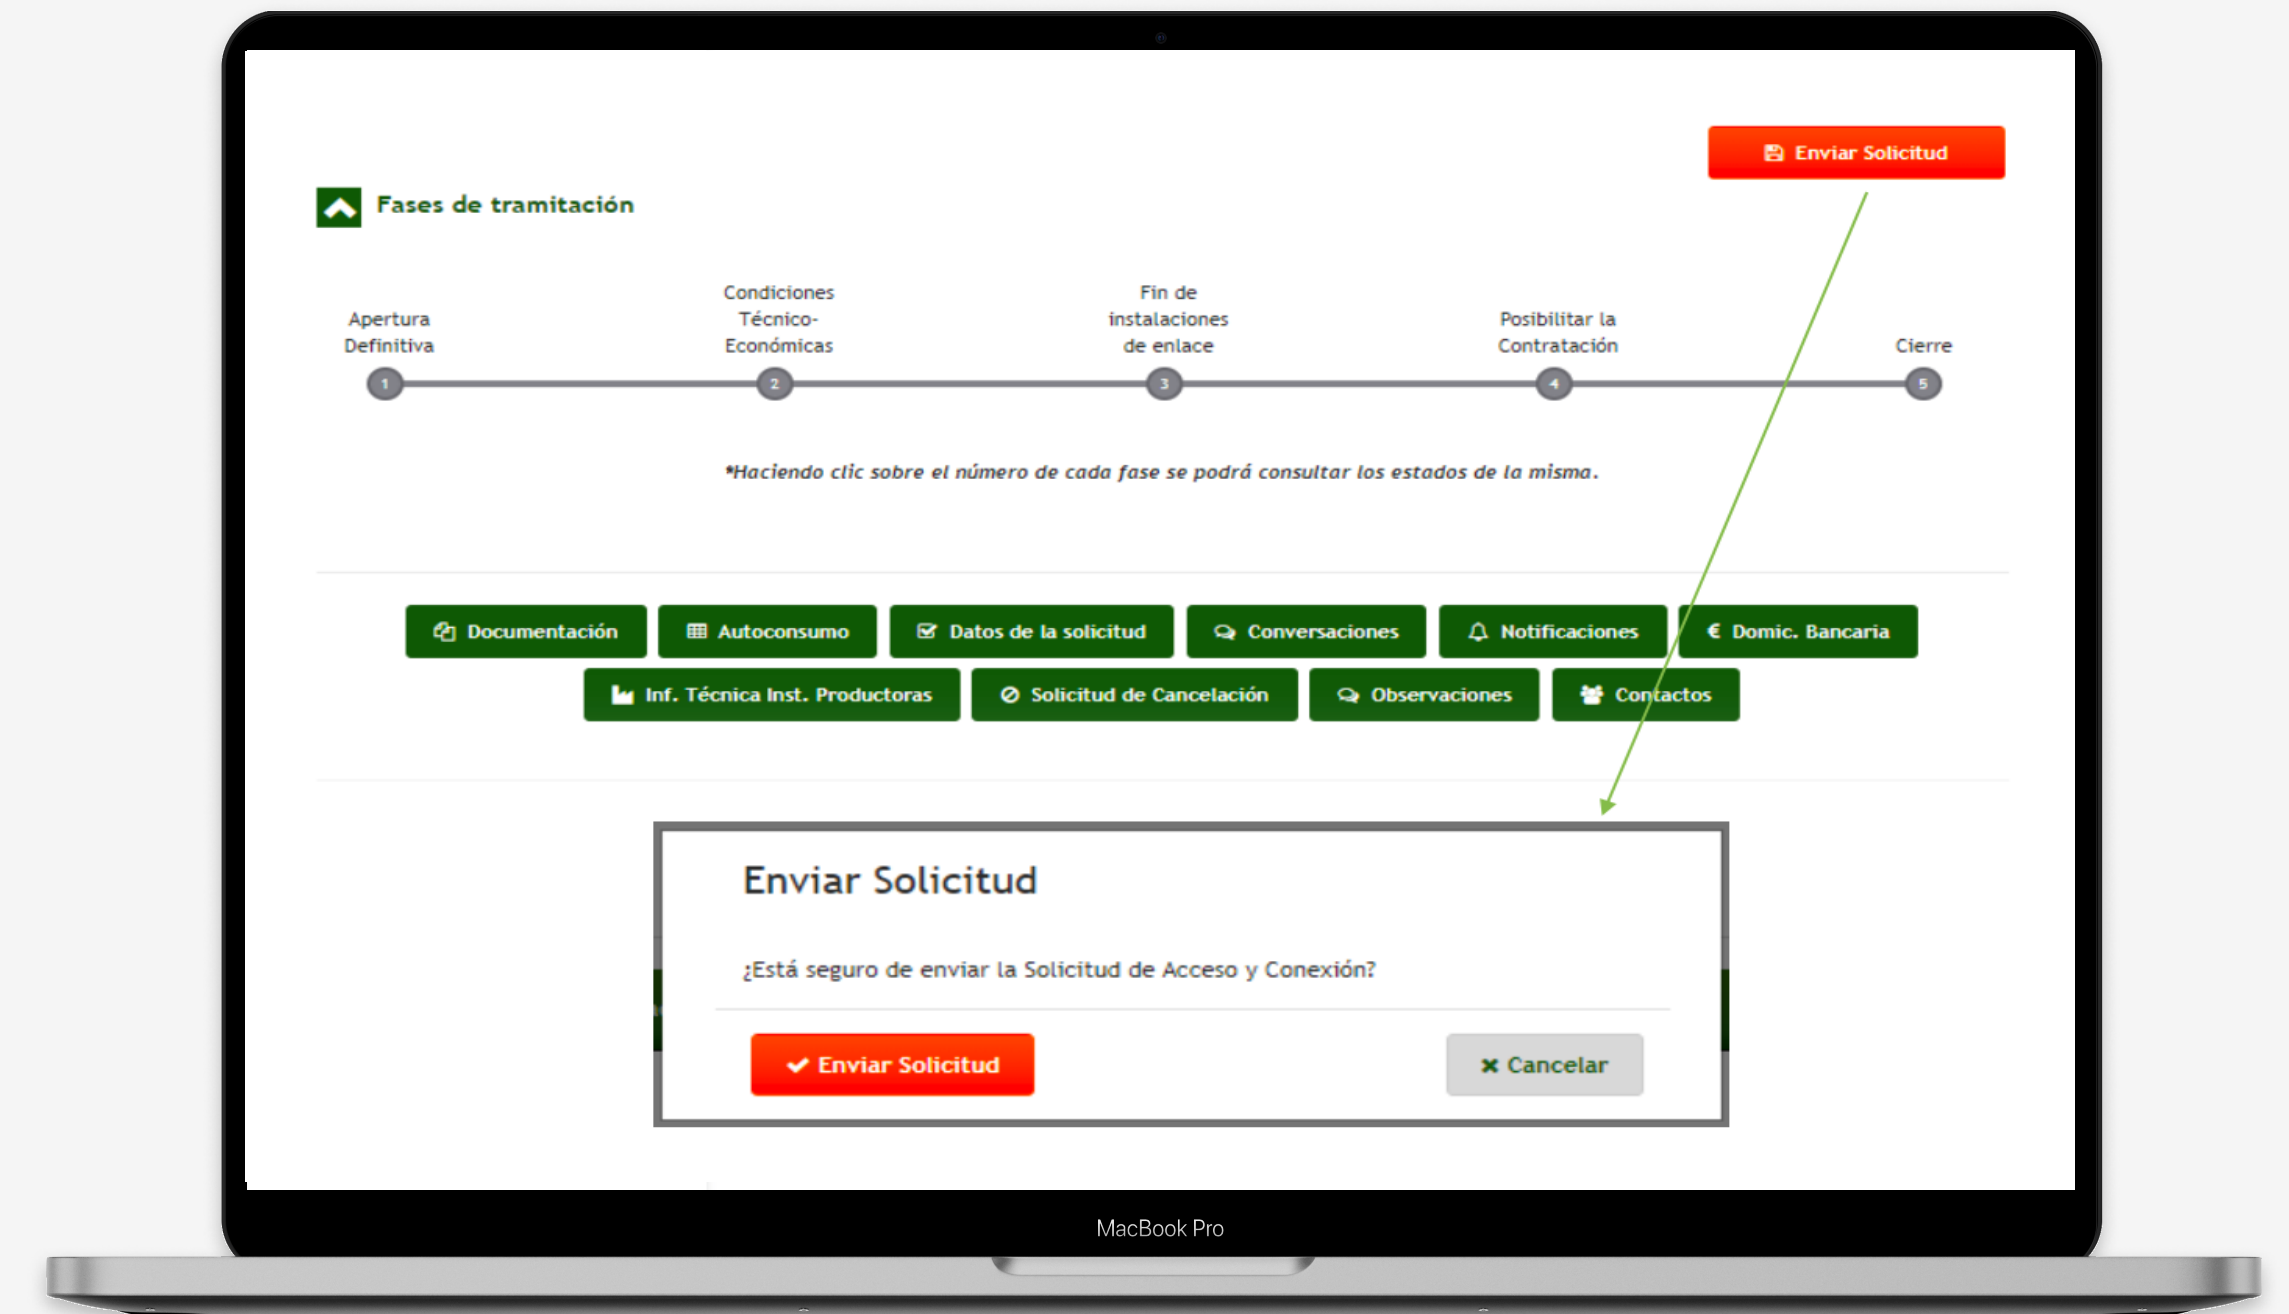 Enviar Solicitud
Fases de tramitación
Apertura
Definitiva
Condiciones
Técnico-
Económicas
Fin de
instalaciones
de enlace
Posibilitar la
Contratación
Cierre
1 2 3 4 5
*Haciendo clic sobre el número de cada fase se podrá consultar los estados de la misma.
Documentación Autoconsumo Datos de la solicitud Conversaciones Notificaciones € Domic. Bancaria
Inf. Técnica Inst. Productoras Solicitud de Cancelación Observaciones Contactos
Enviar Solicitud
¿Está seguro de enviar la Solicitud de Acceso y Conexión?
Enviar Solicitud Cancelar
MacBook Pro